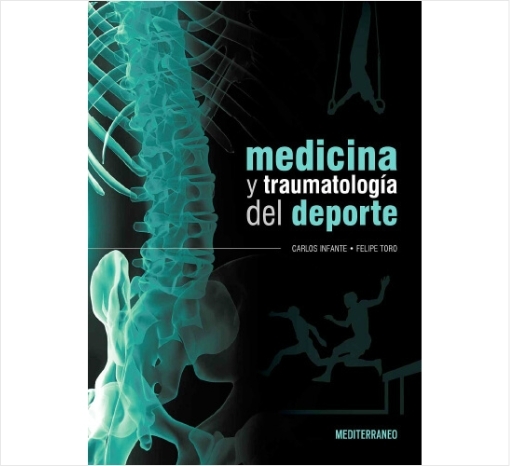 medicina
y traumatología
del deporte
CARLOS INFANTE • FELIPE TORO
MEDITERRANEO